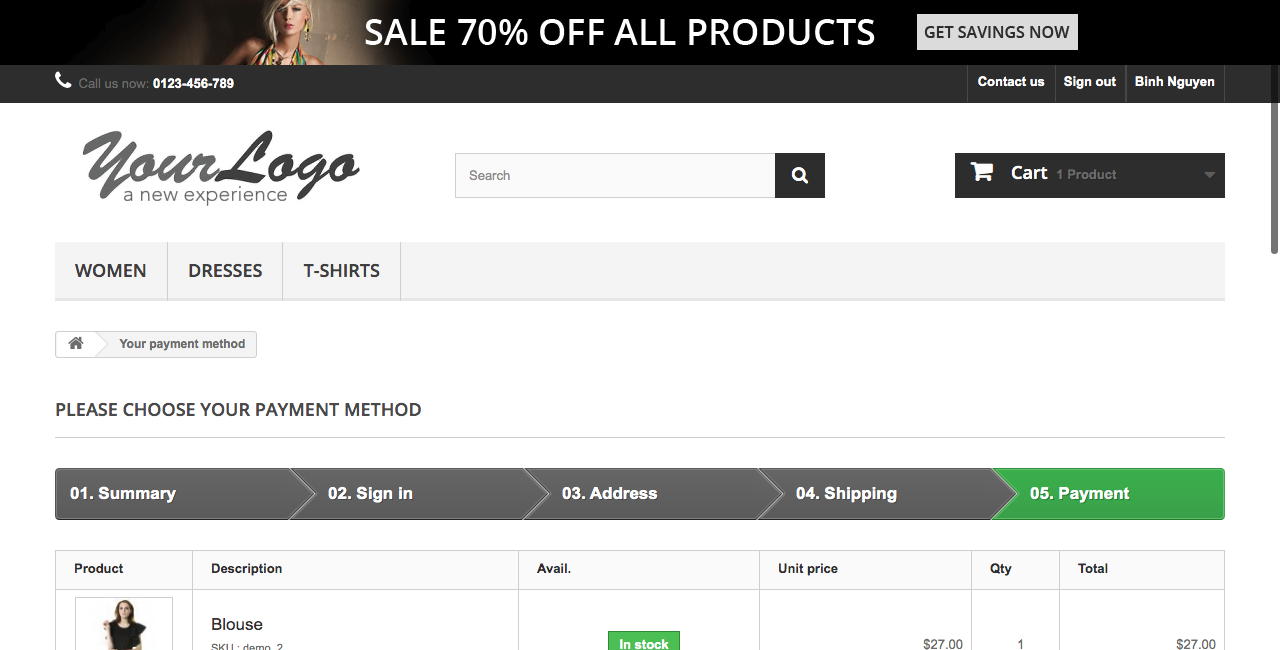 SALE 70% OFF ALL PRODUCTS GET SAVINGS NOW
Call us now: 0123-456-789 Contact us Sign out Binh Nguyen
YourLogo
a new experience
Search
Cart 1 Product
WOMEN DRESSES T-SHIRTS
Your payment method
PLEASE CHOOSE YOUR PAYMENT METHOD
01. Summary 02. Sign in 03. Address 04. Shipping 05. Payment
Product Description Avail. Unit price Qty Total
Blouse
In stock $27.00 1 $27.00
SKU : demo_2